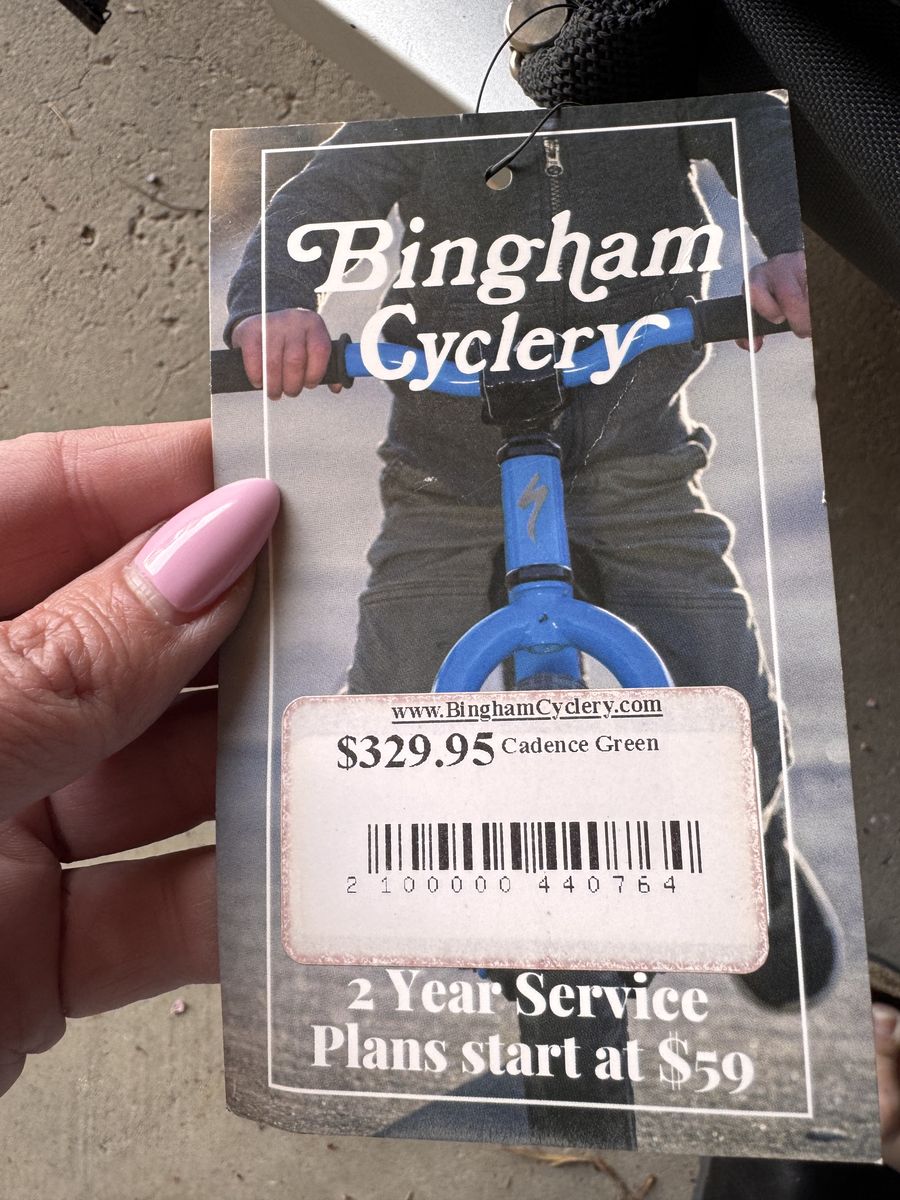 Bingham
Cyclery
www.BinghamCyclery.com
$329.95 Cadence Green
2 100000 440764
2 Year Service
Plans start at $59